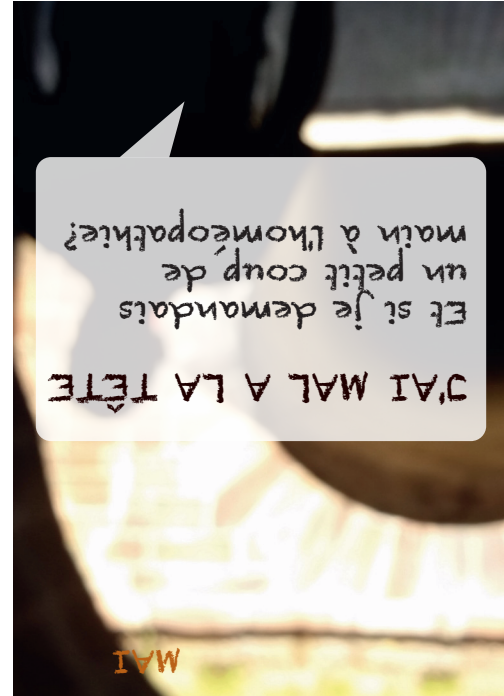 MAI
J'AI MAL A LA TÊTE
Et si je demandais
un petit coup de
main à l'homéopathie?